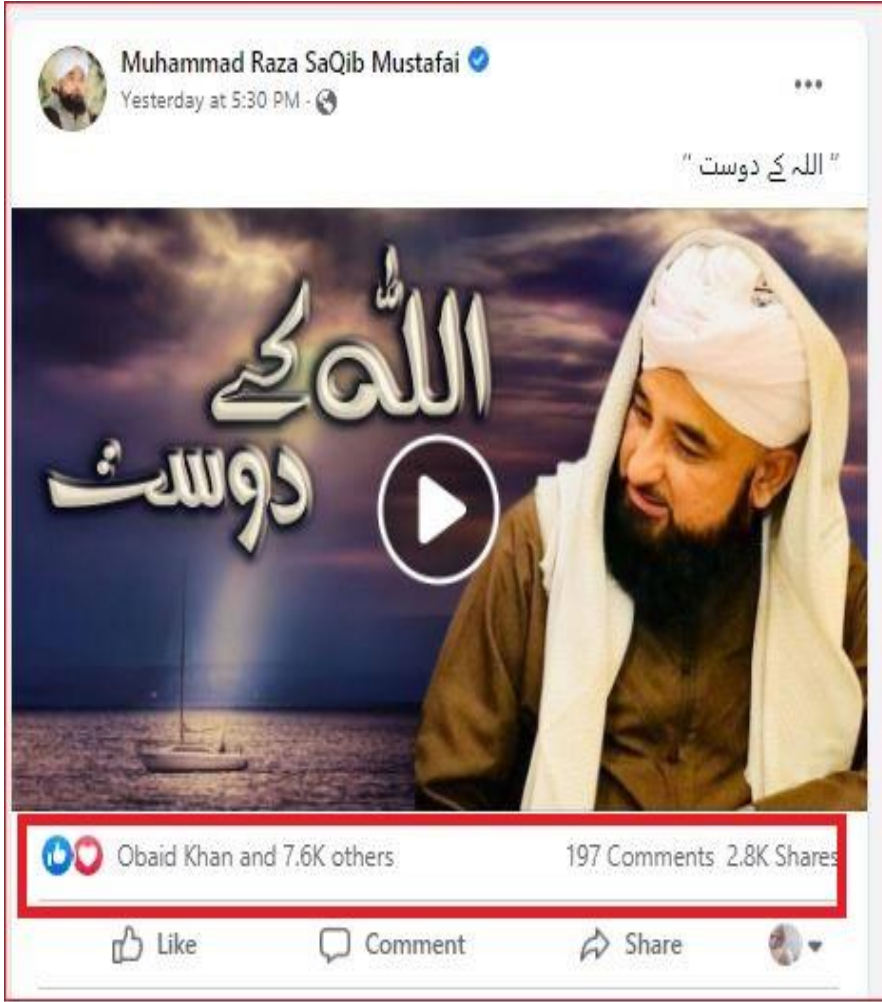 Muhammad Raza SaQib Mustafai
Yesterday at 5:30 PM ·
" اللہ کے دوست "
اللہ کے
دوست
Obaid Khan and 7.6K others 197 Comments 2.8K Shares
Like Comment Share